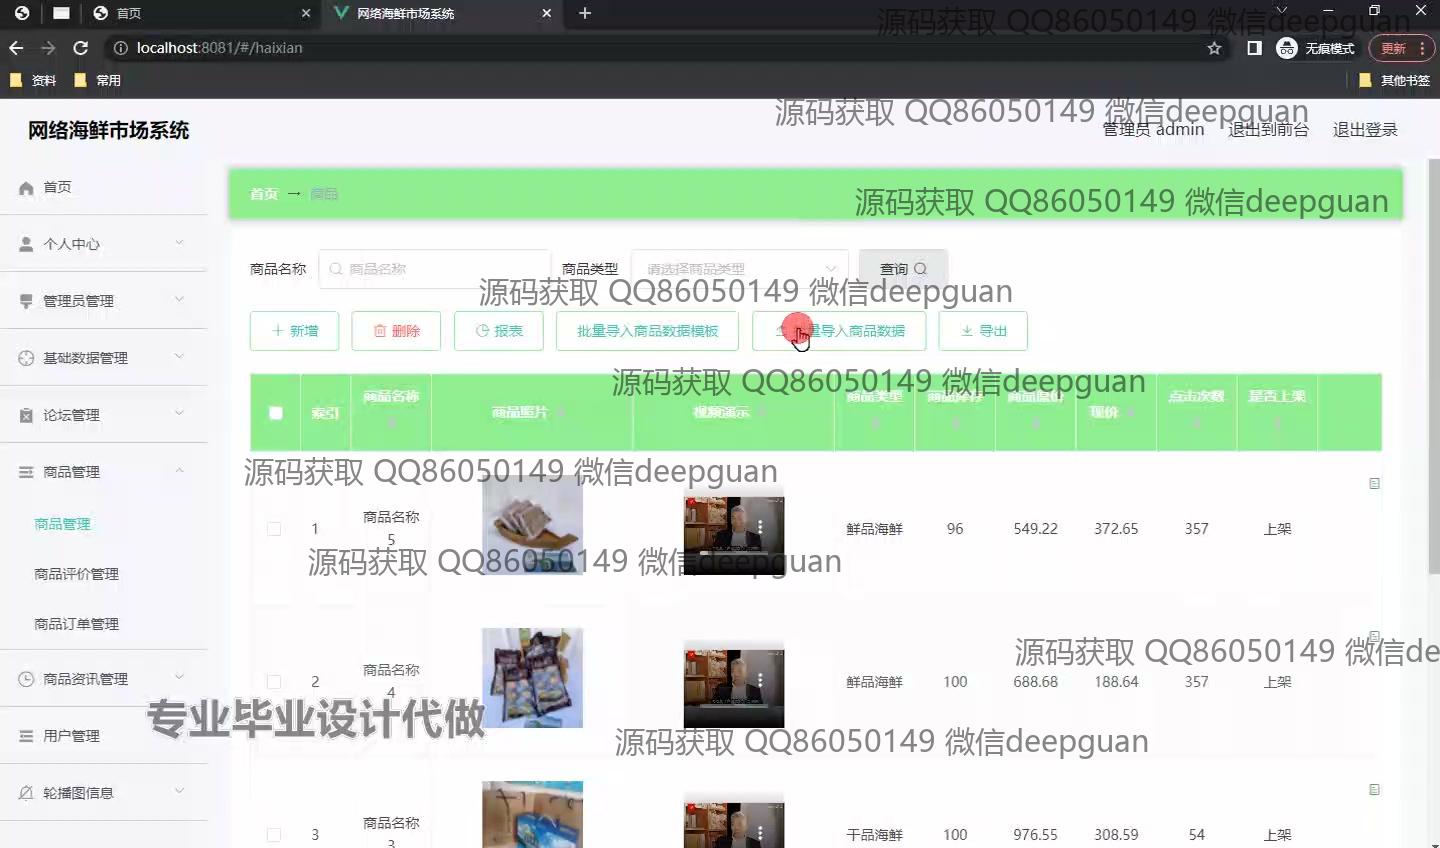 首页
网络海鲜市场系统
源码获取 QQ86050149 微信deepguan
localhost:8081/#/haixian
无痕模式
更新
资料
常用
其他书签
源码获取 QQ86050149 微信deepguan
网络海鲜市场系统
管理员 admin
退出到前台
退出登录
首页
个人中心
管理员管理
基础数据管理
论坛管理
商品管理
商品管理
商品评价管理
商品订单管理
商品资讯管理
用户管理
轮播图信息
首页 → 商品
源码获取 QQ86050149 微信deepguan
商品名称 商品名称 商品类型 请选择商品类型 查询
源码获取 QQ86050149 微信deepguan
新增 删除 报表 批量导入商品数据模板 量导入商品数据 导出
源码获取 QQ86050149 微信deepguan
索引 商品名称 商品照片 视频演示 商品类型 商品库存 商品原价 现价 点击次数 是否上架
源码获取 QQ86050149 微信deepguan
1 商品名称5 鲜品海鲜 96 549.22 372.65 357 上架
源码获取 QQ86050149 微信deepguan
源码获取 QQ86050149 微信de
2 商品名称4 鲜品海鲜 100 688.68 188.64 357 上架
专业毕业设计代做
源码获取 QQ86050149 微信deepguan
3 商品名称3 干品海鲜 100 976.55 308.59 54 上架